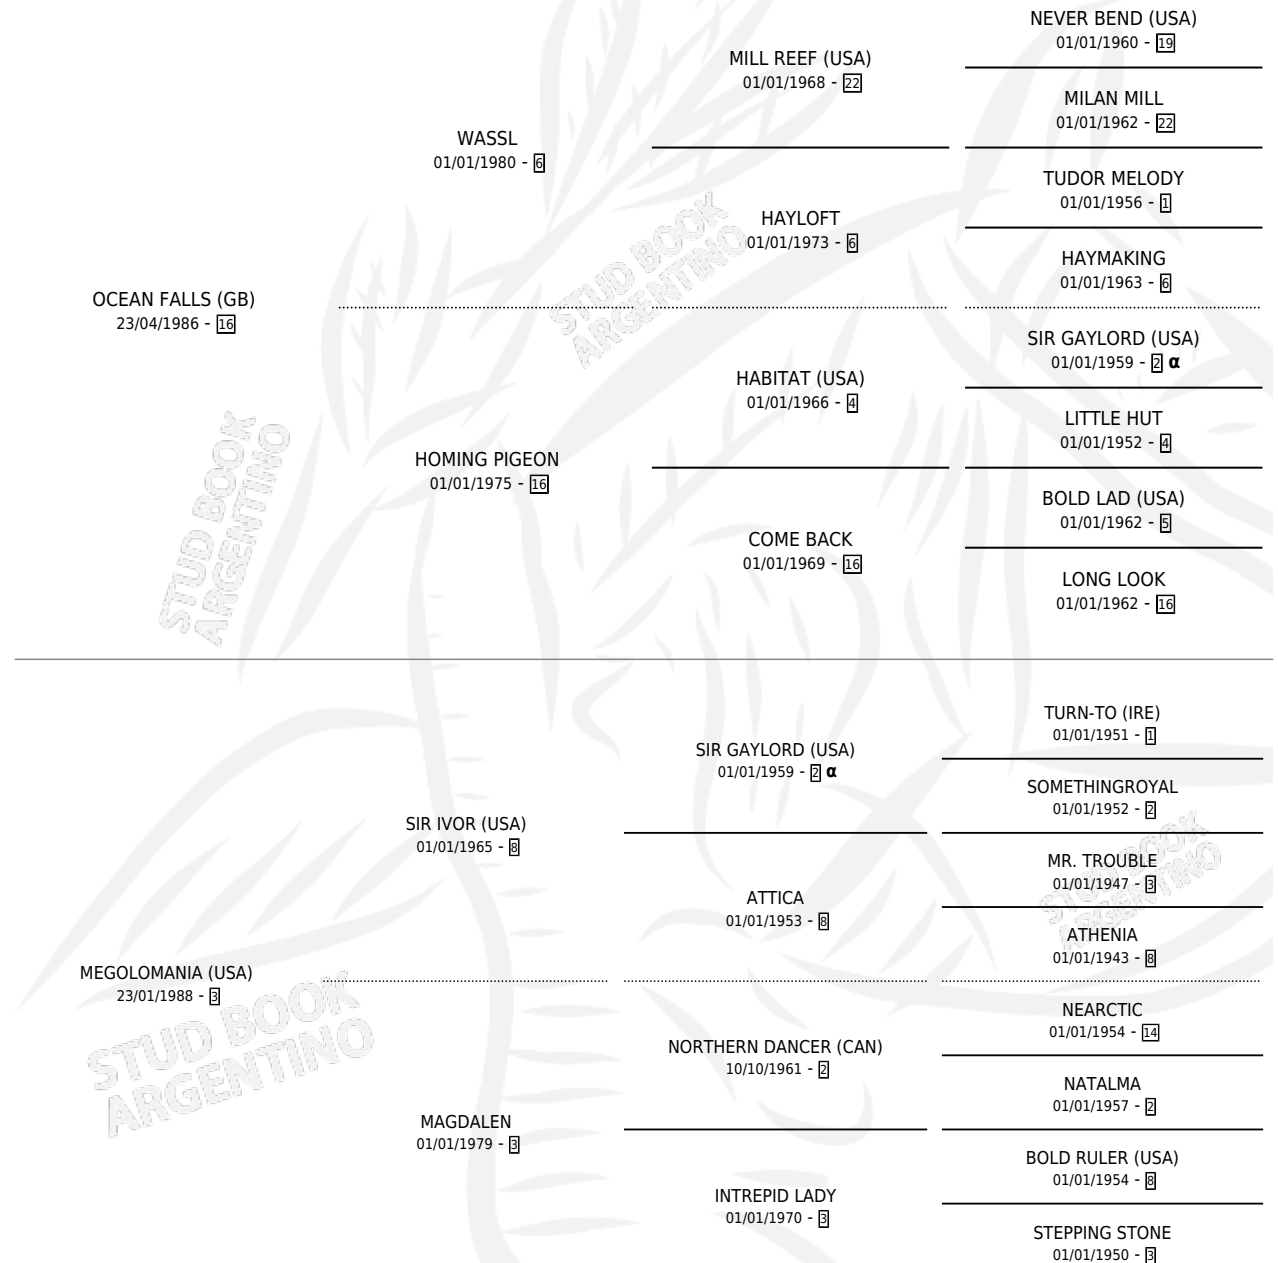 NEVER BEND (USA)
01/01/1960 - 19
MILL REEF (USA)
01/01/1968 - 22
MILAN MILL
01/01/1962 - 22
WASSL
01/01/1980 - 6
TUDOR MELODY
01/01/1956 - 1
HAYLOFT
01/01/1973 - 6
HAYMAKING
01/01/1963 - 6
OCEAN FALLS (GB)
23/04/1986 - 16
SIR GAYLORD (USA)
01/01/1959 - 2 α
HABITAT (USA)
01/01/1966 - 4
LITTLE HUT
01/01/1952 - 4
HOMING PIGEON
01/01/1975 - 16
BOLD LAD (USA)
01/01/1962 - 5
COME BACK
01/01/1969 - 16
LONG LOOK
01/01/1962 - 16
TURN-TO (IRE)
01/01/1951 - 1
SIR GAYLORD (USA)
01/01/1959 - 2 α
SOMETHINGROYAL
01/01/1952 - 2
SIR IVOR (USA)
01/01/1965 - 8
MR. TROUBLE
01/01/1947 - 3
ATTICA
01/01/1953 - 8
ATHENIA
01/01/1943 - 8
MEGOLOMANIA (USA)
23/01/1988 - 3
NEARCTIC
01/01/1954 - 14
NORTHERN DANCER (CAN)
10/10/1961 - 2
NATALMA
01/01/1957 - 2
MAGDALEN
01/01/1979 - 3
BOLD RULER (USA)
01/01/1954 - 8
INTREPID LADY
01/01/1970 - 3
STEPPING STONE
01/01/1950 - 3
STUD BOOK
ARGENTINO
STUD BOOK
ARGENTINO
STUD BOOK
ARGENTINO
STUD BOOK
ARGENTINO